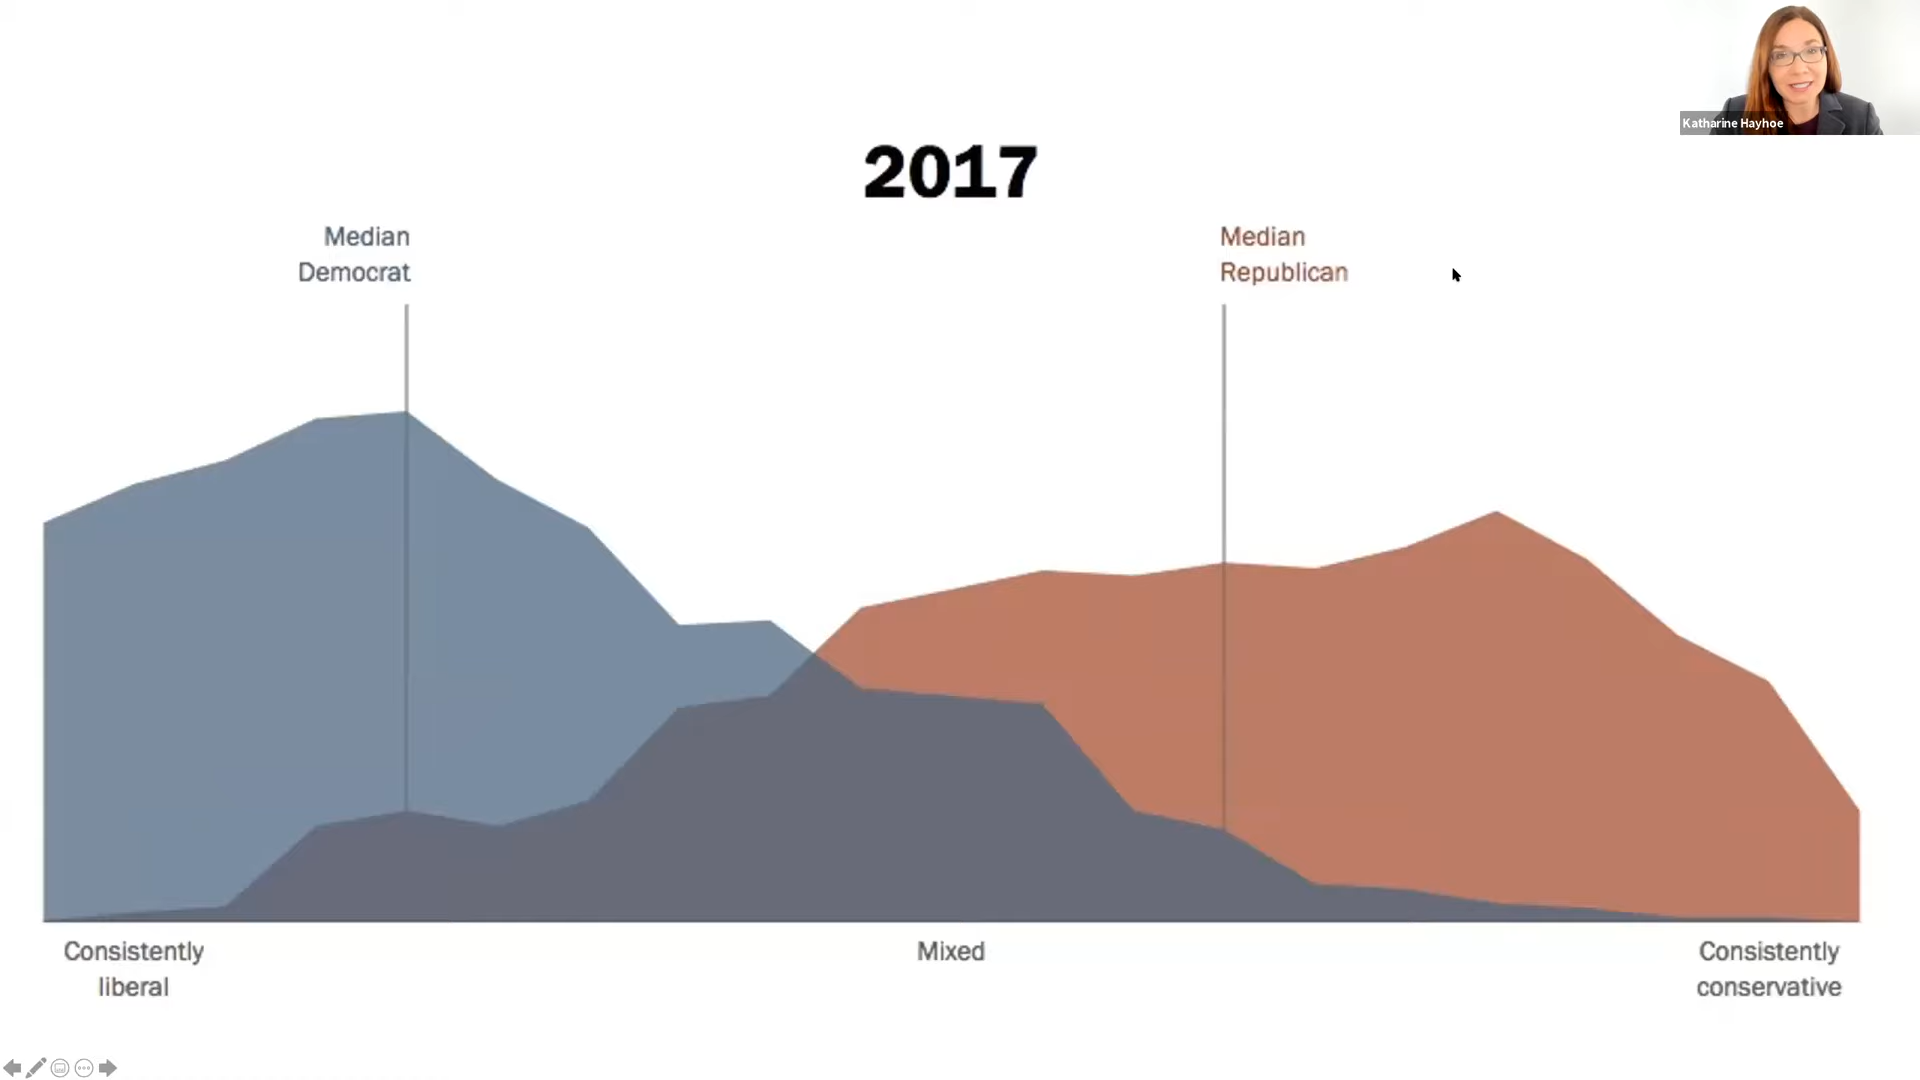 Katharine Hayhoe
2017
Median
Democrat
Median
Republican
Consistently
liberal
Mixed
Consistently
conservative